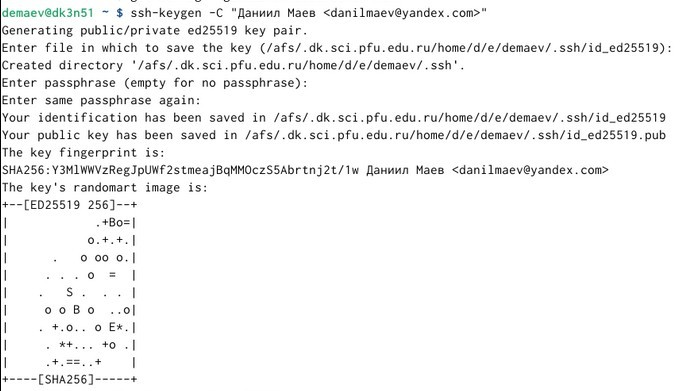 demaev@dk3n51 ~ $ ssh-keygen -C "Даниил Маев <danilmaev@yandex.com>"
Generating public/private ed25519 key pair.
Enter file in which to save the key (/afs/.dk.sci.pfu.edu.ru/home/d/e/demaev/.ssh/id_ed25519):
Created directory '/afs/.dk.sci.pfu.edu.ru/home/d/e/demaev/.ssh'.
Enter passphrase (empty for no passphrase):
Enter same passphrase again:
Your identification has been saved in /afs/.dk.sci.pfu.edu.ru/home/d/e/demaev/.ssh/id_ed25519
Your public key has been saved in /afs/.dk.sci.pfu.edu.ru/home/d/e/demaev/.ssh/id_ed25519.pub
The key fingerprint is:
SHA256:Y3MlWWVzRegJpUWf2stmeajBqMMOczS5Abrtnj2t/1w Даниил Маев <danilmaev@yandex.com>
The key's randomart image is:
+--[ED25519 256]--+
|            .+Bo=|
|           o.+.+.|
|      .   o oo o.|
|     . . . o  =  |
|    .   S .  . . |
|     o o B o  ..o|
|    . +.o.. o E*.|
|     . *+... +o .|
|     .+.==..+    |
+----[SHA256]-----+